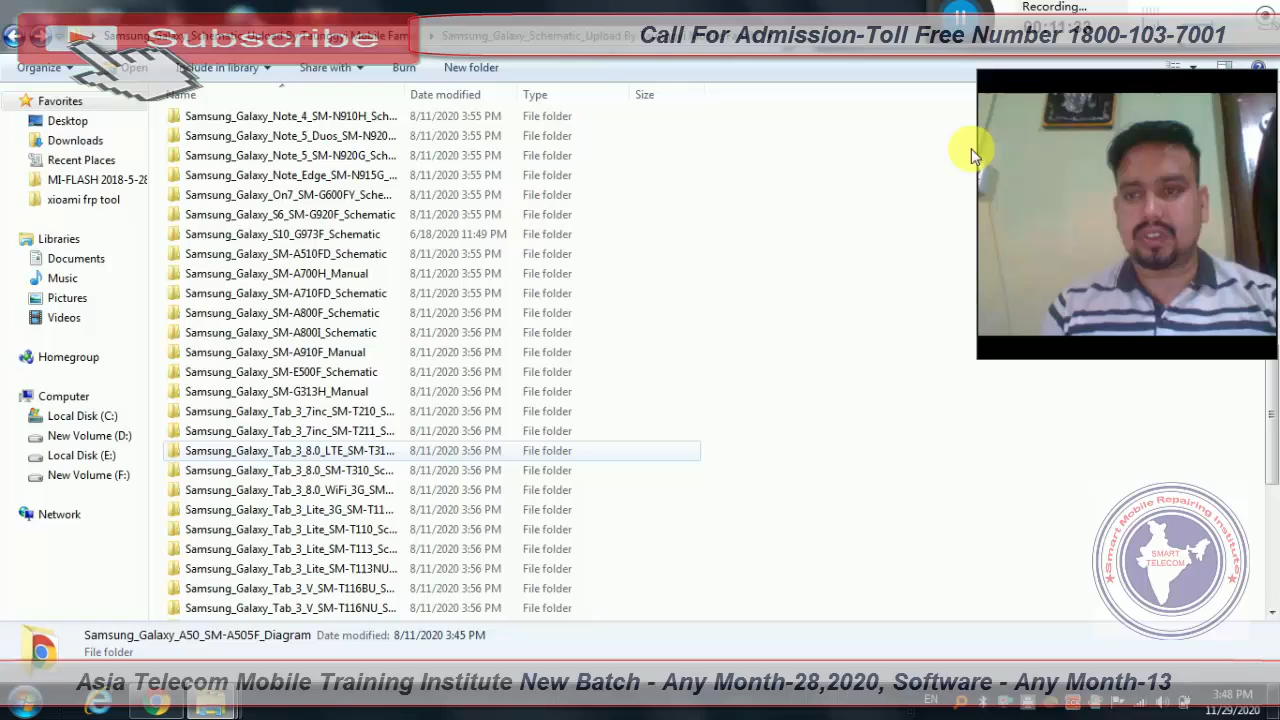 Recording...
00:11:22
Subscribe
Call For Admission-Toll Free Number 1800-103-7001
Organize
Open
Include in library
Share with
Burn
New folder
Name
Date modified
Type
Size
Favorites
Desktop
Downloads
Recent Places
MI-FLASH 2018-5-28
xioami frp tool
Libraries
Documents
Music
Pictures
Videos
Homegroup
Computer
Local Disk (C:)
New Volume (D:)
Local Disk (E:)
New Volume (F:)
Network
Samsung_Galaxy_Note_4_SM-N910H_Sch... 8/11/2020 3:55 PM File folder
Samsung_Galaxy_Note_5_Duos_SM-N920... 8/11/2020 3:55 PM File folder
Samsung_Galaxy_Note_5_SM-N920G_Sch... 8/11/2020 3:55 PM File folder
Samsung_Galaxy_Note_Edge_SM-N915G_... 8/11/2020 3:55 PM File folder
Samsung_Galaxy_On7_SM-G600FY_Sche... 8/11/2020 3:55 PM File folder
Samsung_Galaxy_S6_SM-G920F_Schematic 8/11/2020 3:55 PM File folder
Samsung_Galaxy_S10_G973F_Schematic 6/18/2020 11:49 PM File folder
Samsung_Galaxy_SM-A510FD_Schematic 8/11/2020 3:55 PM File folder
Samsung_Galaxy_SM-A700H_Manual 8/11/2020 3:55 PM File folder
Samsung_Galaxy_SM-A710FD_Schematic 8/11/2020 3:55 PM File folder
Samsung_Galaxy_SM-A800F_Schematic 8/11/2020 3:56 PM File folder
Samsung_Galaxy_SM-A800I_Schematic 8/11/2020 3:56 PM File folder
Samsung_Galaxy_SM-A910F_Manual 8/11/2020 3:56 PM File folder
Samsung_Galaxy_SM-E500F_Schematic 8/11/2020 3:56 PM File folder
Samsung_Galaxy_SM-G313H_Manual 8/11/2020 3:56 PM File folder
Samsung_Galaxy_Tab_3_7inc_SM-T210_S... 8/11/2020 3:56 PM File folder
Samsung_Galaxy_Tab_3_7inc_SM-T211_S... 8/11/2020 3:56 PM File folder
Samsung_Galaxy_Tab_3_8.0_LTE_SM-T31... 8/11/2020 3:56 PM File folder
Samsung_Galaxy_Tab_3_8.0_SM-T310_Sc... 8/11/2020 3:56 PM File folder
Samsung_Galaxy_Tab_3_8.0_WiFi_3G_SM... 8/11/2020 3:56 PM File folder
Samsung_Galaxy_Tab_3_Lite_3G_SM-T11... 8/11/2020 3:56 PM File folder
Samsung_Galaxy_Tab_3_Lite_SM-T110_Sc... 8/11/2020 3:56 PM File folder
Samsung_Galaxy_Tab_3_Lite_SM-T113_Sc... 8/11/2020 3:56 PM File folder
Samsung_Galaxy_Tab_3_Lite_SM-T113NU... 8/11/2020 3:56 PM File folder
Samsung_Galaxy_Tab_3_V_SM-T116BU_S... 8/11/2020 3:56 PM File folder
Samsung_Galaxy_Tab_3_V_SM-T116NU_S... 8/11/2020 3:56 PM File folder
Smart Mobile Repairing Institute
SMART
TELECOM
Samsung_Galaxy_A50_SM-A505F_Diagram Date modified: 8/11/2020 3:45 PM
File folder
Asia Telecom Mobile Training Institute New Batch - Any Month-28,2020, Software - Any Month-13
EN
3:48 PM
11/29/2020